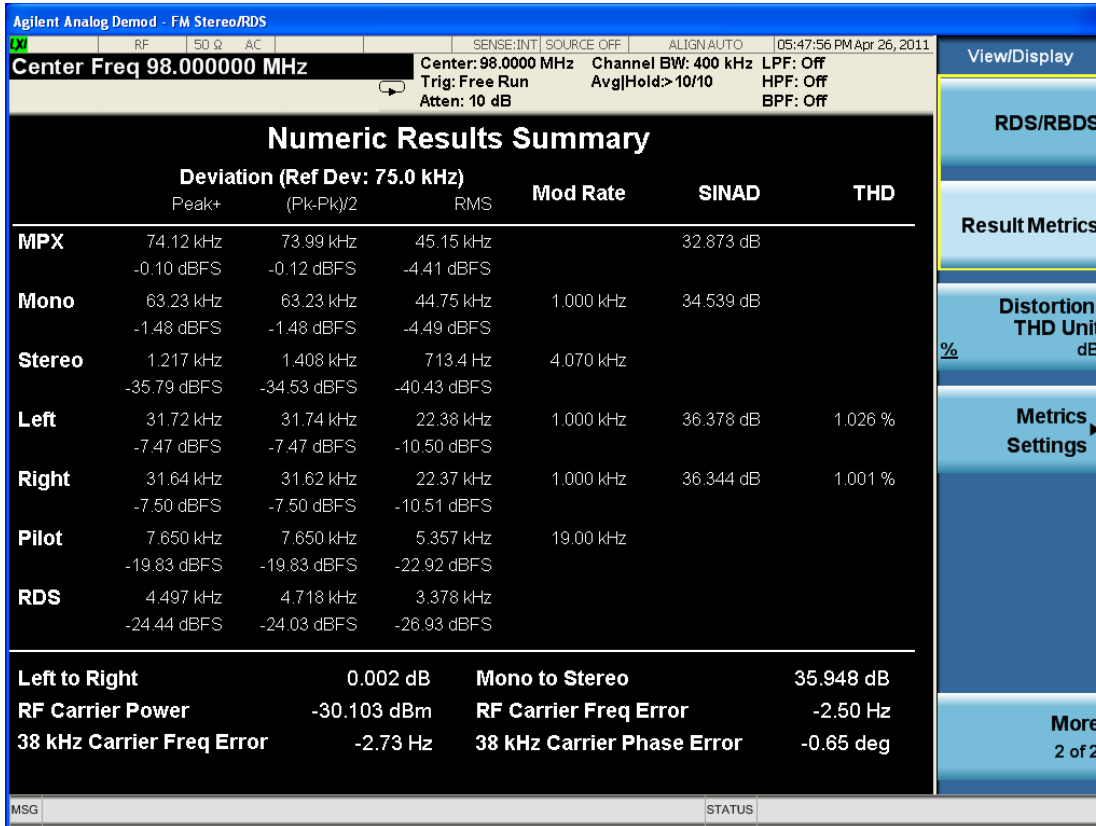 Agilent Analog Demod - FM Stereo/RDS
LXI RF 50 Ω AC SENSE:INT SOURCE OFF ALIGN AUTO 05:47:56 PM Apr 26, 2011
Center Freq 98.000000 MHz
Center: 98.0000 MHz Channel BW: 400 kHz LPF: Off
Trig: Free Run Avg|Hold:> 10/10 HPF: Off
Atten: 10 dB BPF: Off
Numeric Results Summary
Deviation (Ref Dev: 75.0 kHz)
Peak+ (Pk-Pk)/2 RMS Mod Rate SINAD THD
MPX 74.12 kHz 73.99 kHz 45.15 kHz 32.873 dB
-0.10 dBFS -0.12 dBFS -4.41 dBFS
Mono 63.23 kHz 63.23 kHz 44.75 kHz 1.000 kHz 34.539 dB
-1.48 dBFS -1.48 dBFS -4.49 dBFS
Stereo 1.217 kHz 1.408 kHz 713.4 Hz 4.070 kHz
-35.79 dBFS -34.53 dBFS -40.43 dBFS
Left 31.72 kHz 31.74 kHz 22.38 kHz 1.000 kHz 36.378 dB 1.026 %
-7.47 dBFS -7.47 dBFS -10.50 dBFS
Right 31.64 kHz 31.62 kHz 22.37 kHz 1.000 kHz 36.344 dB 1.001 %
-7.50 dBFS -7.50 dBFS -10.51 dBFS
Pilot 7.650 kHz 7.650 kHz 5.357 kHz 19.00 kHz
-19.83 dBFS -19.83 dBFS -22.92 dBFS
RDS 4.497 kHz 4.718 kHz 3.378 kHz
-24.44 dBFS -24.03 dBFS -26.93 dBFS
Left to Right 0.002 dB Mono to Stereo 35.948 dB
RF Carrier Power -30.103 dBm RF Carrier Freq Error -2.50 Hz
38 kHz Carrier Freq Error -2.73 Hz 38 kHz Carrier Phase Error -0.65 deg
MSG STATUS
View/Display
RDS/RBDS
Result Metrics
Distortion
THD Unit
% dB
Metrics
Settings
More
2 of 2